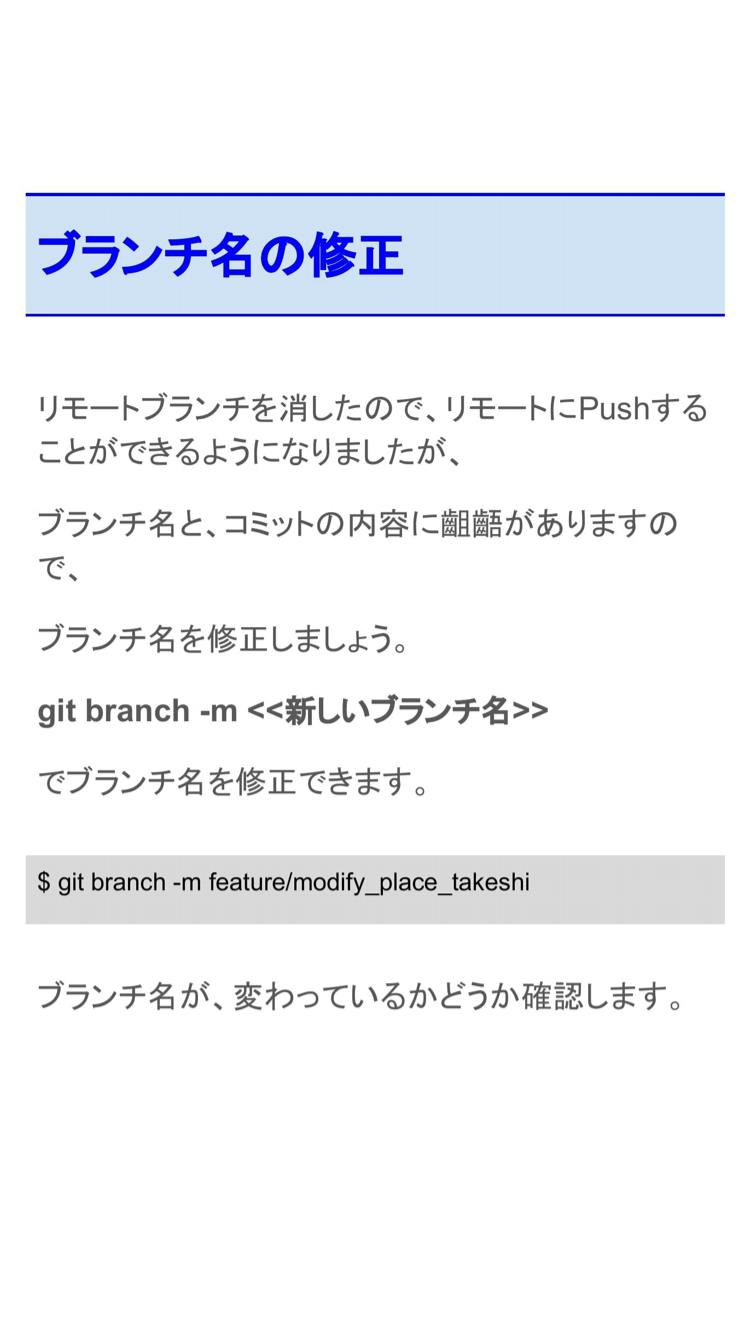 ブランチ名の修正
リモートブランチを消したので、リモートにPushする
ことができるようになりましたが、
ブランチ名と、コミットの内容に齟齬がありますの
で、
ブランチ名を修正しましょう。
git branch -m <<新しいブランチ名>>
でブランチ名を修正できます。
$ git branch -m feature/modify_place_takeshi
ブランチ名が、変わっているかどうか確認します。